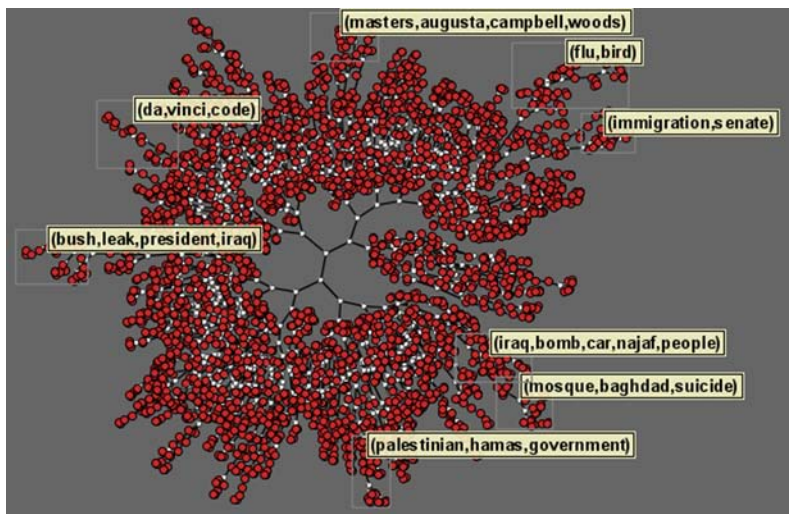 (masters,augusta,campbell,woods)
(flu,bird)
(da,vinci,code)
(immigration,senate)
(bush,leak,president,iraq)
(iraq,bomb,car,najaf,people)
(mosque,baghdad,suicide)
(palestinian,hamas,government)